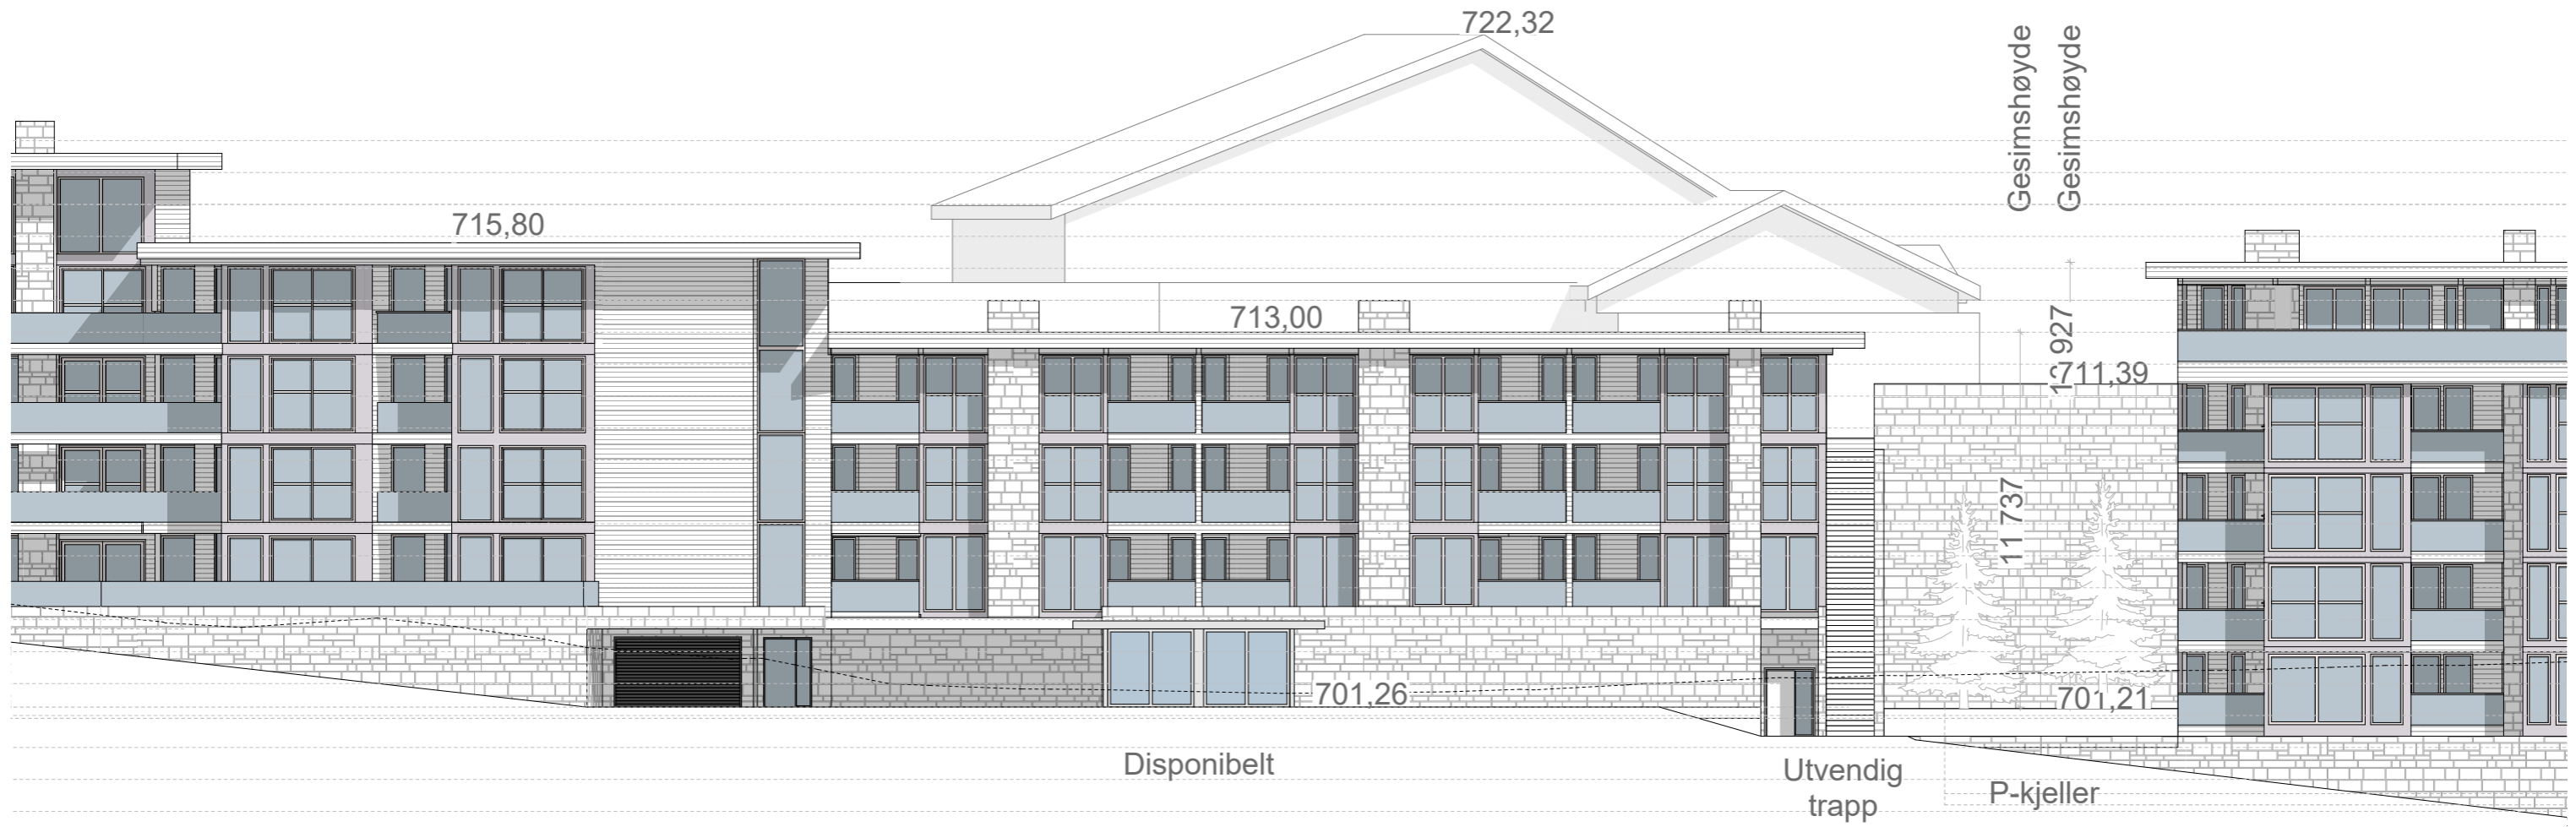 722,32
Gesimshøyde
Gesimshøyde
715,80
713,00
927
711,39
11 737
701,26
701,21
Disponibelt
Utvendig
trapp
P-kjeller